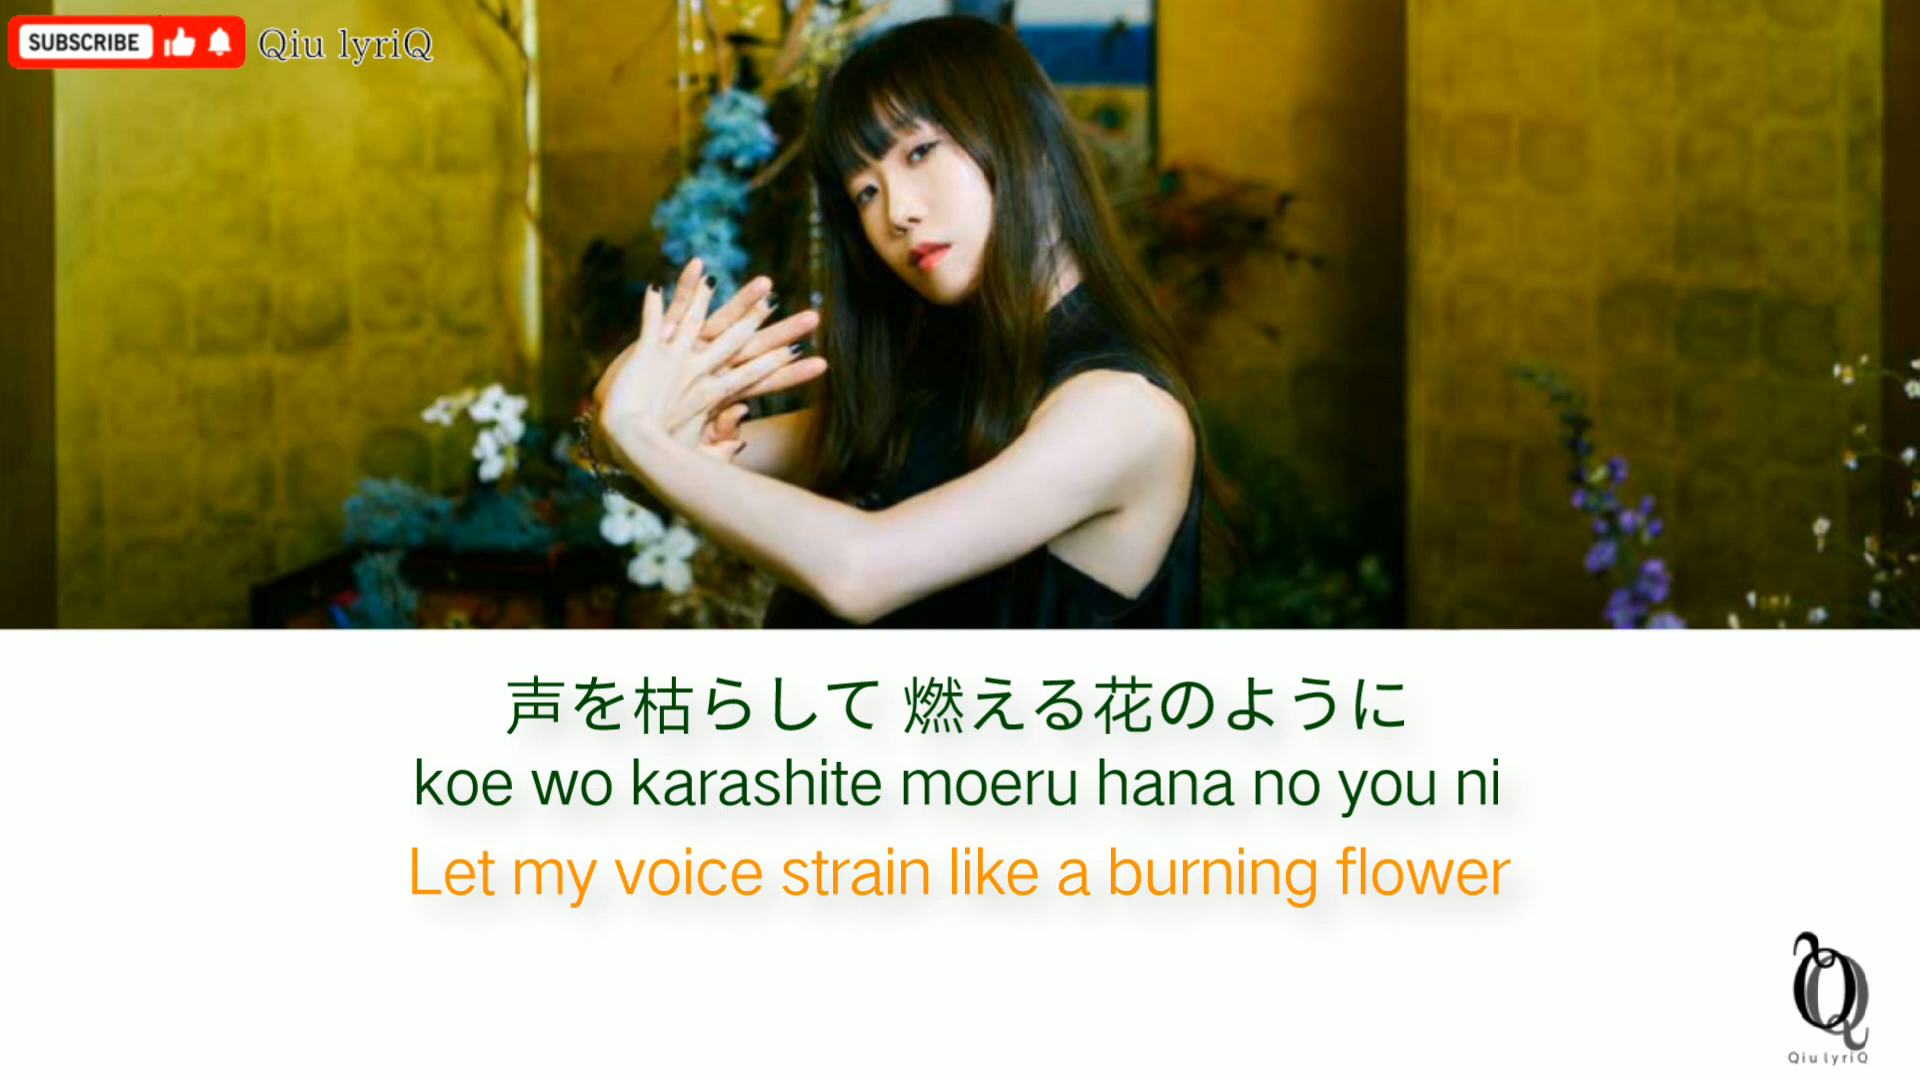 SUBSCRIBE
Qiu lyriQ
声を枯らして 燃える花のように
koe wo karashite moeru hana no you ni
Let my voice strain like a burning flower
Qiu lyriQ